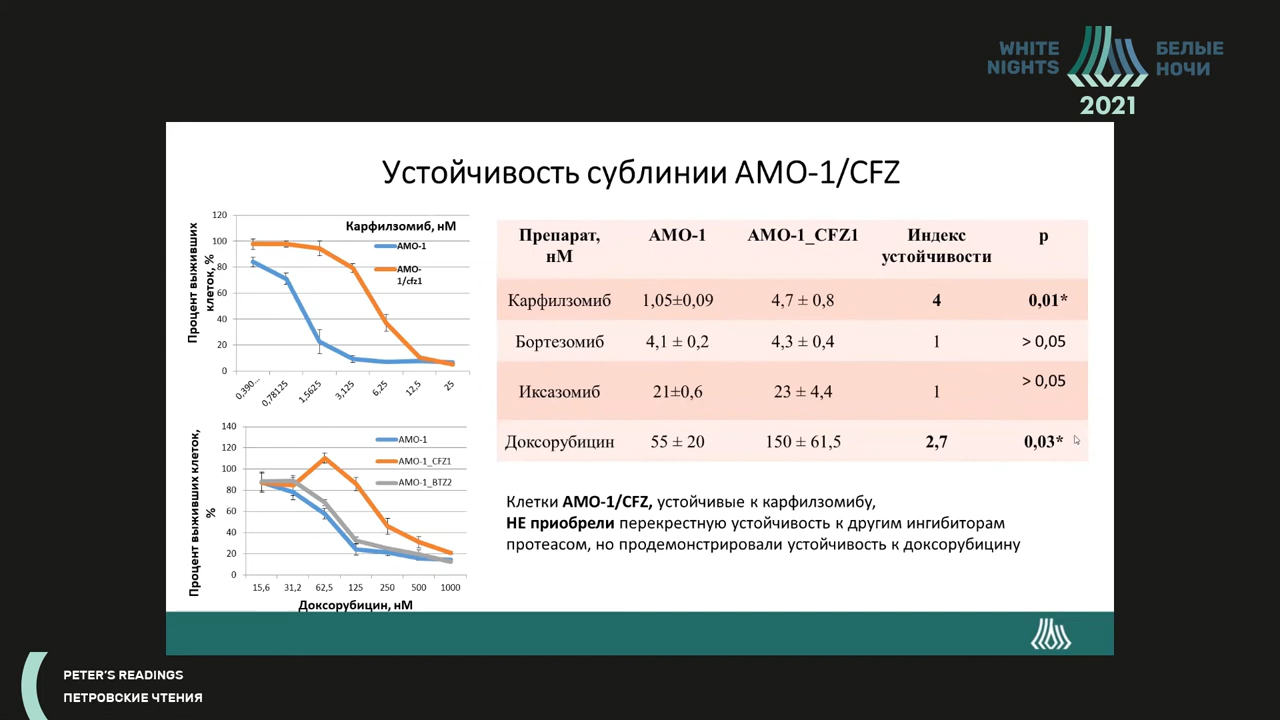 WHITE
NIGHTS
БЕЛЫЕ
НОЧИ
2021
Устойчивость сублинии АМО-1/CFZ
Процент выживших
клеток, %
120
100
80
60
40
20
0
Карфилзомиб, нМ
АМО-1
АМО-
1/cfz1
0,390...
0,78125
1,5625
3,125
6,25
12,5
25
Процент выживших клеток,
%
140
120
100
80
60
40
20
0
АМО-1
AMO-1_CFZ1
AMO-1_BTZ2
15,6
31,2
62,5
125
250
500
1000
Доксорубицин, нМ
Препарат, нМ
АМО-1
АМО-1_CFZ1
Индекс устойчивости
р
Карфилзомиб 1,05±0,09 4,7 ± 0,8 4 0,01*
Бортезомиб 4,1 ± 0,2 4,3 ± 0,4 1 > 0,05
Иксазомиб 21±0,6 23 ± 4,4 1 > 0,05
Доксорубицин 55 ± 20 150 ± 61,5 2,7 0,03*
Клетки АМО-1/CFZ, устойчивые к карфилзомибу,
НЕ приобрели перекрестную устойчивость к другим ингибиторам
протеасом, но продемонстрировали устойчивость к доксорубицину
PETER'S READINGS
ПЕТРОВСКИЕ ЧТЕНИЯ